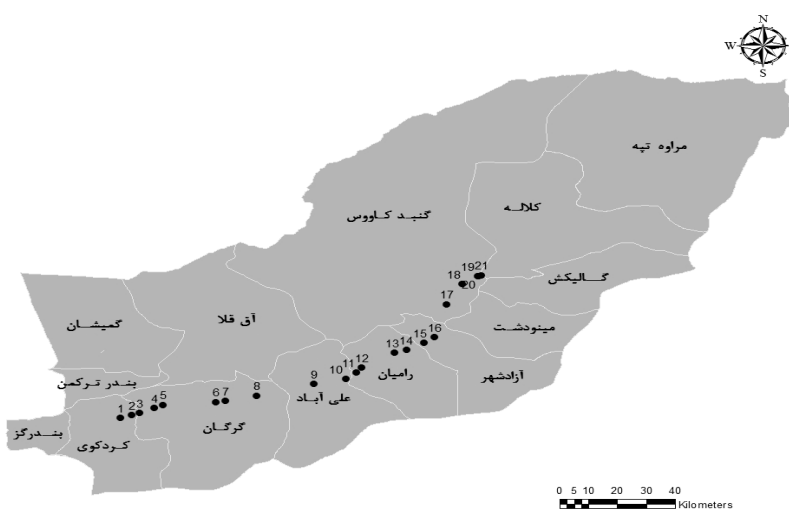 N
W
S
مراوه تپه
کلاله
گنبد کاووس
گالیکش
آق قلا
گمیشان
مینودشت
بندر ترکمن
رامیان
آزادشهر
علی آباد
گرگان
کردکوی
بندرگز
19 21
18
20
17
16
15
14
13
12
11
10
9
8
6 7
5
4
1 2 3
0 5 10 20 30 40
Kilometers